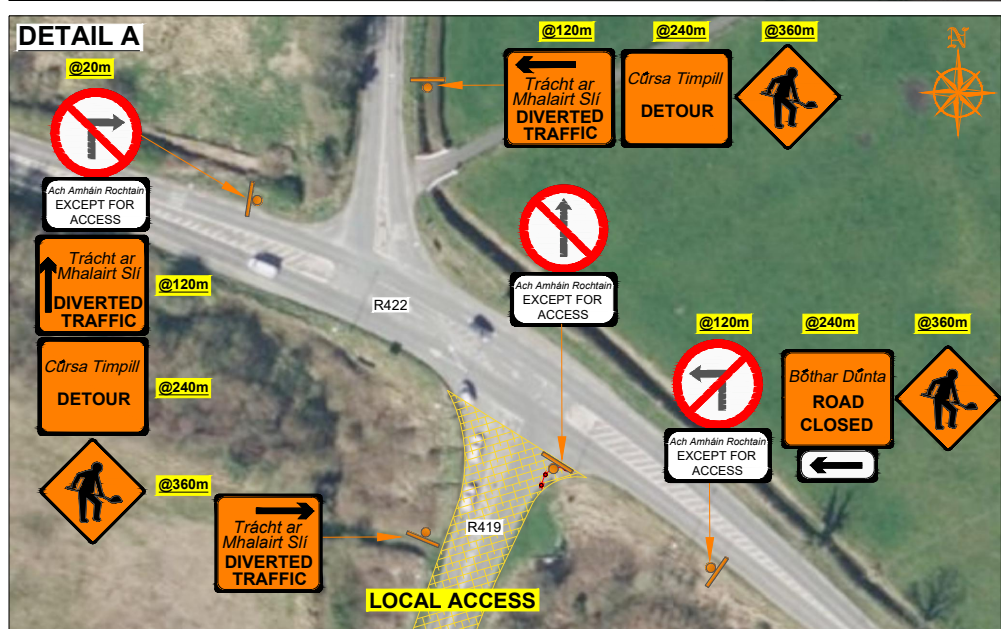 DETAIL A
@20m
Ach Amháin Rochtain
EXCEPT FOR
ACCESS
Trácht ar
Mhalairt Slí
DIVERTED
TRAFFIC
@120m
Cúrsa Timpill
DETOUR
@240m
@360m
Trácht ar
Mhalairt Slí
DIVERTED
TRAFFIC
@120m
@240m
@360m
Trácht ar
Mhalairt Slí
DIVERTED
TRAFFIC
Cúrsa Timpill
DETOUR
N
R422
Ach Amháin Rochtain
EXCEPT FOR
ACCESS
@120m
@240m
@360m
Ach Amháin Rochtain
EXCEPT FOR
ACCESS
Bóthar Dúnta
ROAD
CLOSED
R419
LOCAL ACCESS